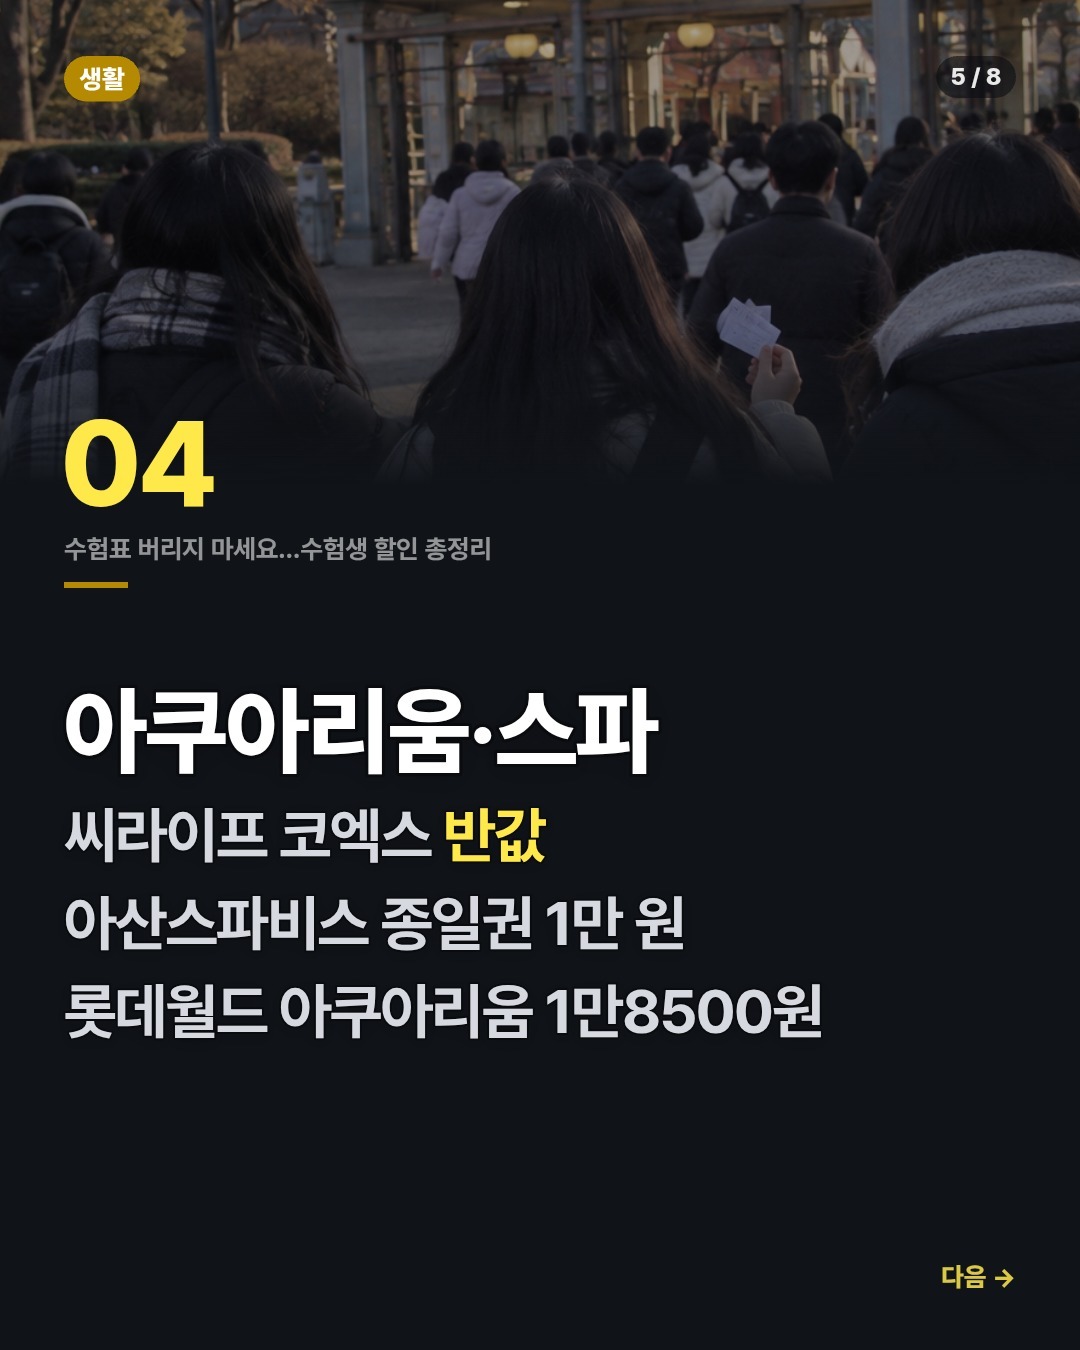 생활
5 / 8
04
수험표 버리지 마세요...수험생 할인 총정리
아쿠아리움·스파
씨라이프 코엑스 반값
아산스파비스 종일권 1만 원
롯데월드 아쿠아리움 1만8500원
다음 →